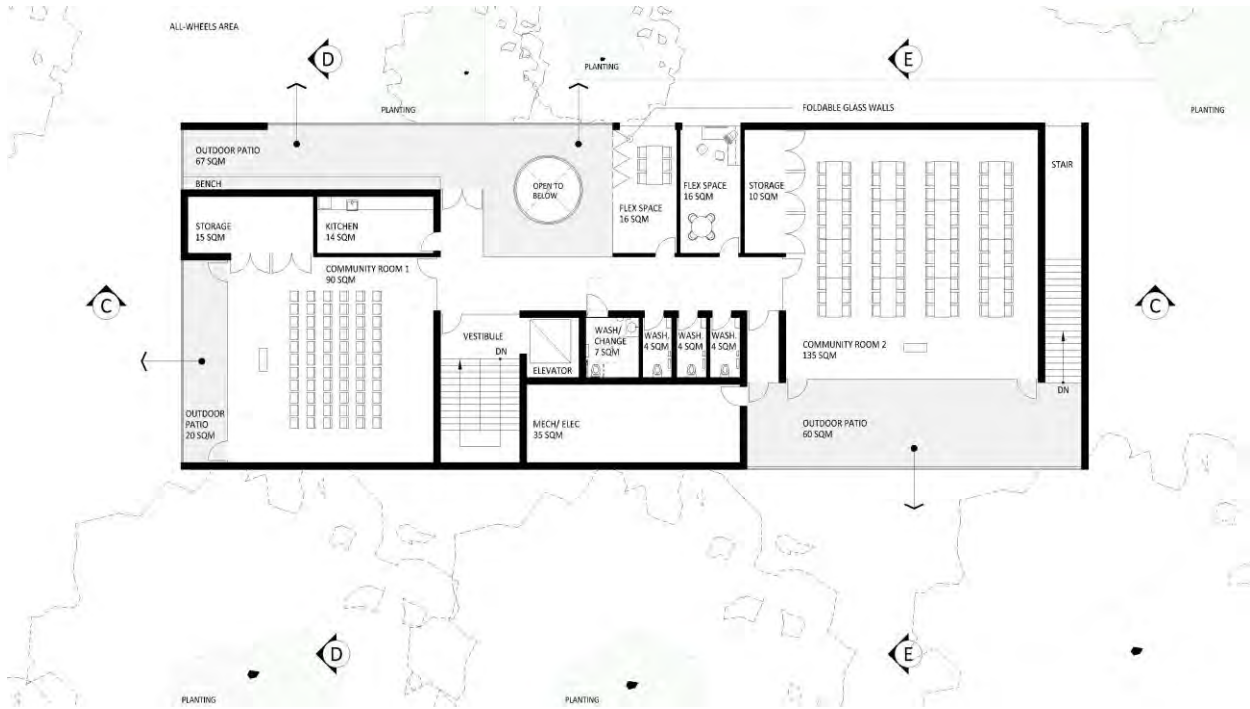 ALL-WHEELS AREA
D
E
PLANTING
PLANTING
FOLDABLE GLASS WALLS
PLANTING
OUTDOOR PATIO
67 SQM
BENCH
OPEN TO
BELOW
FLEX SPACE
16 SQM
FLEX SPACE
16 SQM
STORAGE
10 SQM
STAIR
STORAGE
15 SQM
KITCHEN
14 SQM
COMMUNITY ROOM 1
90 SQM
C
C
VESTIBULE
DN
ELEVATOR
WASH/
CHANGE
7 SQM
WASH.
4 SQM
WASH.
4 SQM
WASH.
4 SQM
COMMUNITY ROOM 2
135 SQM
DN
OUTDOOR
PATIO
20 SQM
MECH/ ELEC
35 SQM
OUTDOOR PATIO
60 SQM
D
E
PLANTING
PLANTING